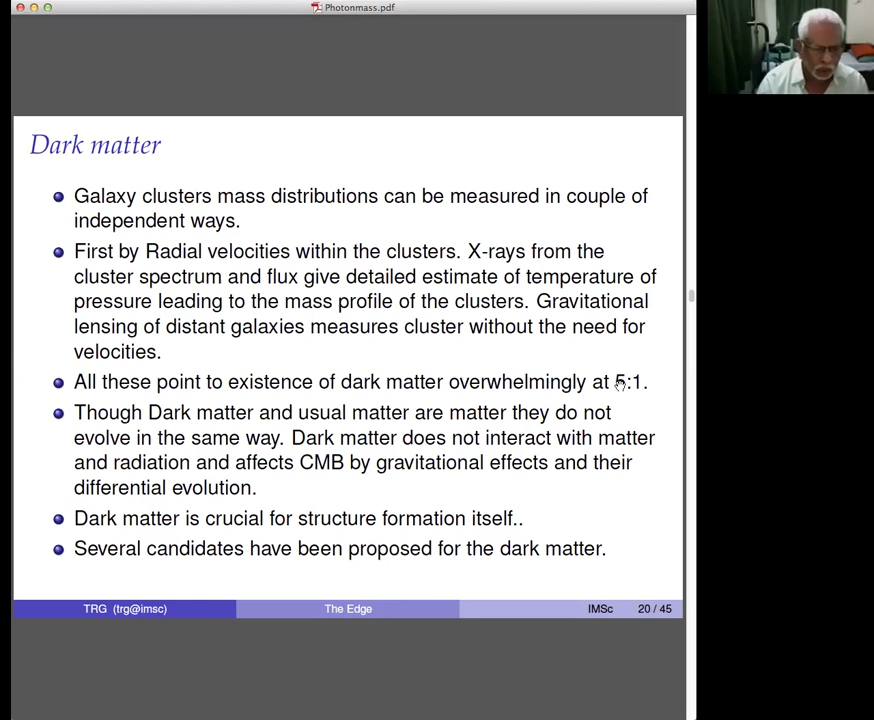 Photonmass.pdf
Dark matter
Galaxy clusters mass distributions can be measured in couple of
independent ways.
First by Radial velocities within the clusters. X-rays from the
cluster spectrum and flux give detailed estimate of temperature of
pressure leading to the mass profile of the clusters. Gravitational
lensing of distant galaxies measures cluster without the need for
velocities.
All these point to existence of dark matter overwhelmingly at 5:1.
Though Dark matter and usual matter are matter they do not
evolve in the same way. Dark matter does not interact with matter
and radiation and affects CMB by gravitational effects and their
differential evolution.
Dark matter is crucial for structure formation itself..
Several candidates have been proposed for the dark matter.
TRG (trg@imsc) The Edge IMSc 20 / 45